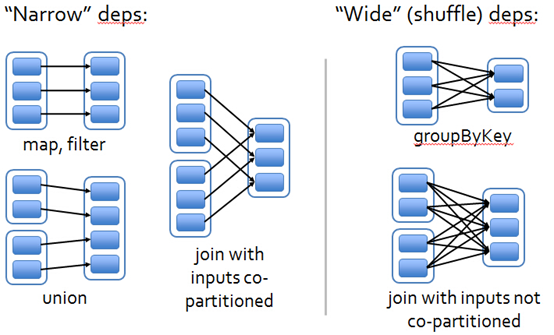 “Narrow” deps:
“Wide” (shuffle) deps:
map, filter
union
join with
inputs co-
partitioned
groupByKey
join with inputs not
co-partitioned